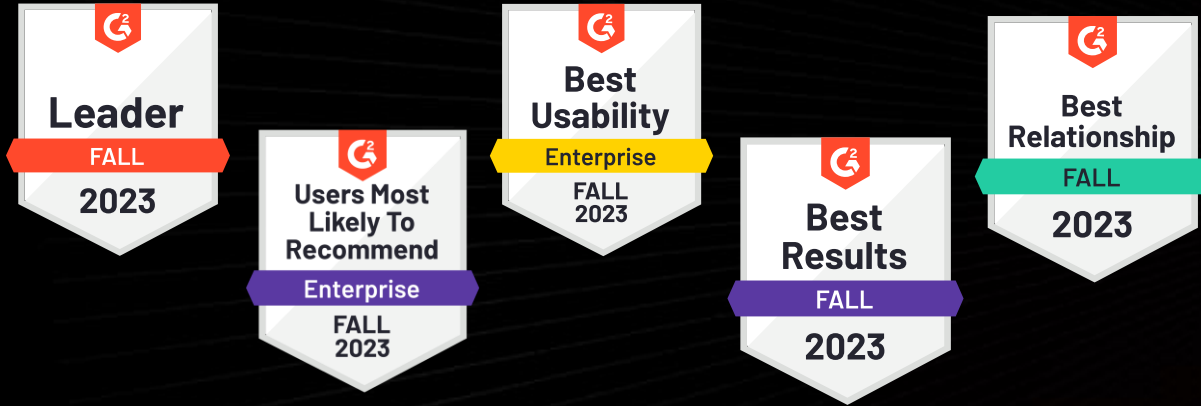 G2
Leader
FALL
2023
G2
Users Most
Likely To
Recommend
Enterprise
FALL
2023
G2
Best
Usability
Enterprise
FALL
2023
G2
Best
Results
FALL
2023
G2
Best
Relationship
FALL
2023